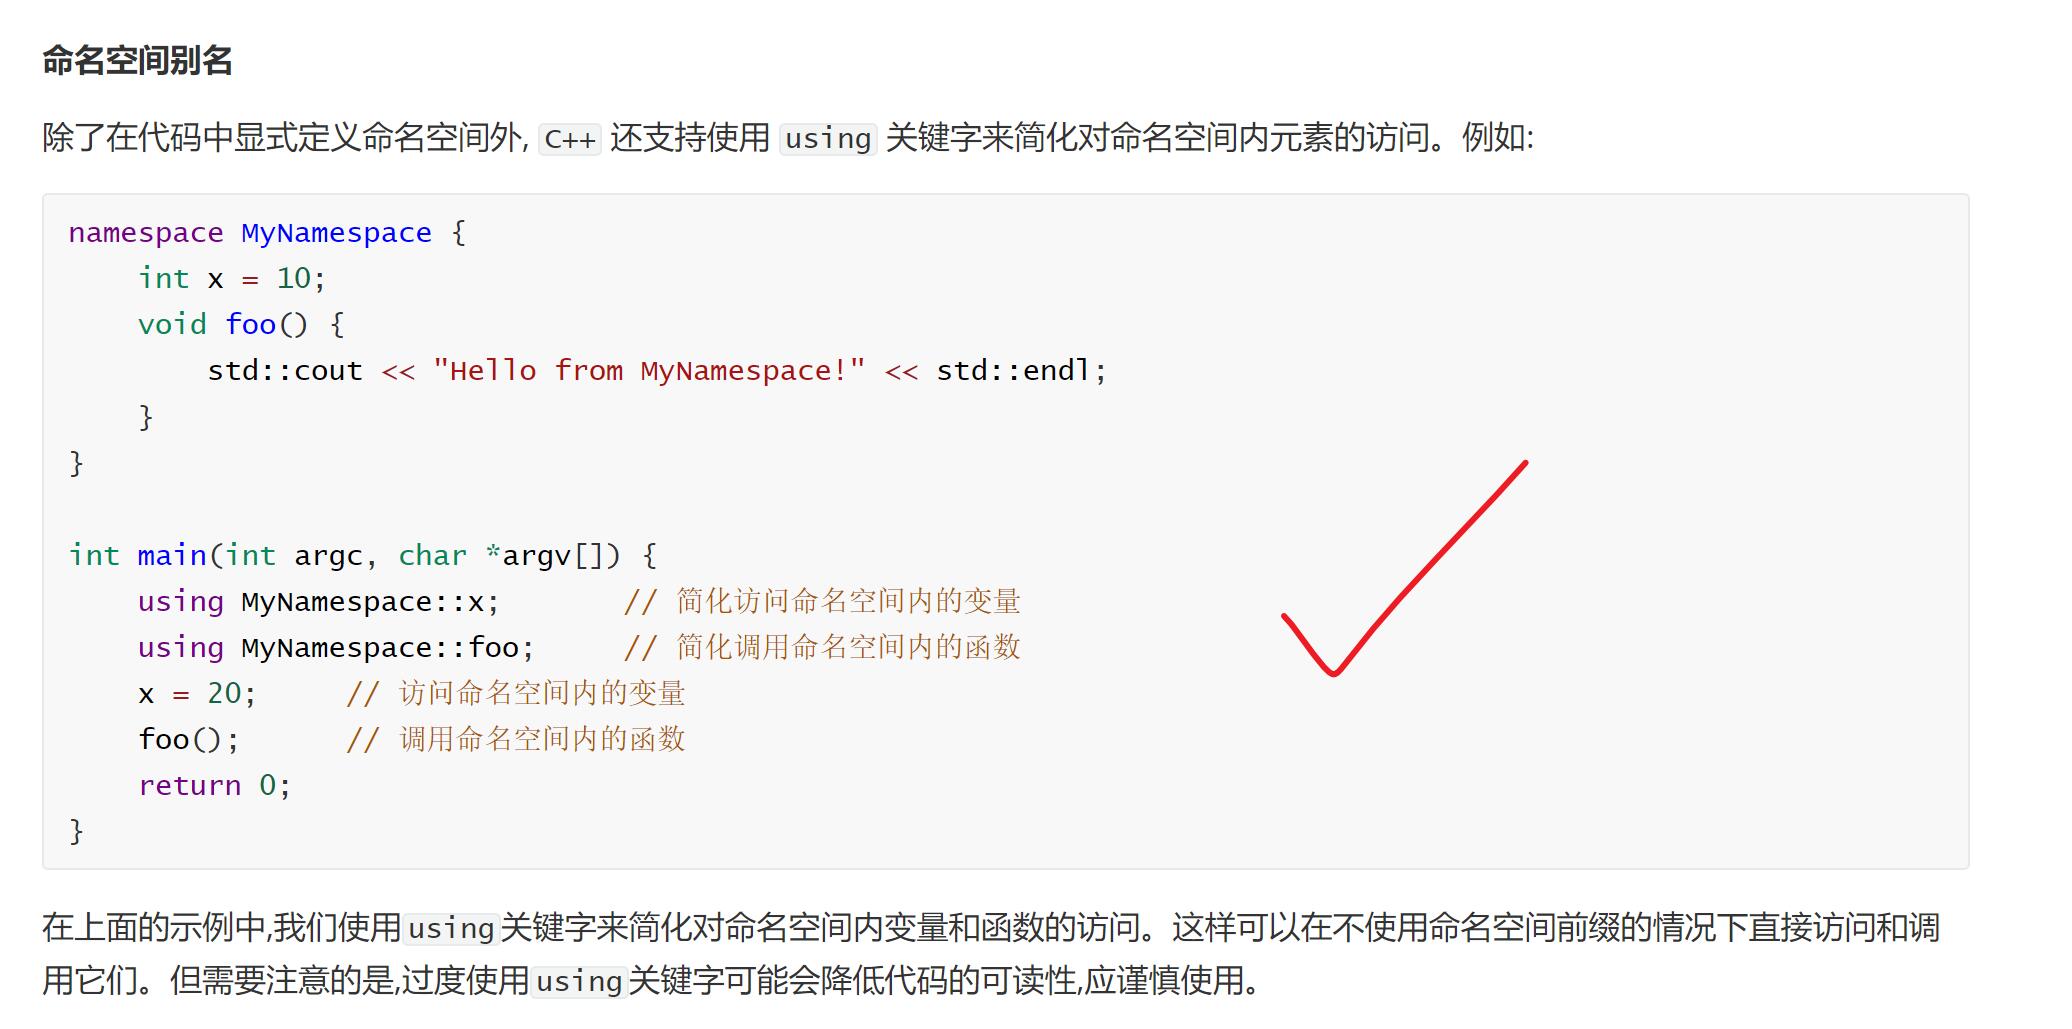 命名空间别名
除了在代码中显式定义命名空间外, C++ 还支持使用 using 关键字来简化对命名空间内元素的访问。例如:
namespace MyNamespace {
    int x = 10;
    void foo() {
        std::cout << "Hello from MyNamespace!" << std::endl;
    }
}
int main(int argc, char *argv[]) {
    using MyNamespace::x;       // 简化访问命名空间内的变量
    using MyNamespace::foo;     // 简化调用命名空间内的函数
    x = 20;     // 访问命名空间内的变量
    foo();      // 调用命名空间内的函数
    return 0;
}
在上面的示例中,我们使用using关键字来简化对命名空间内变量和函数的访问。这样可以在不使用命名空间前缀的情况下直接访问和调
用它们。但需要注意的是,过度使用using关键字可能会降低代码的可读性,应谨慎使用。